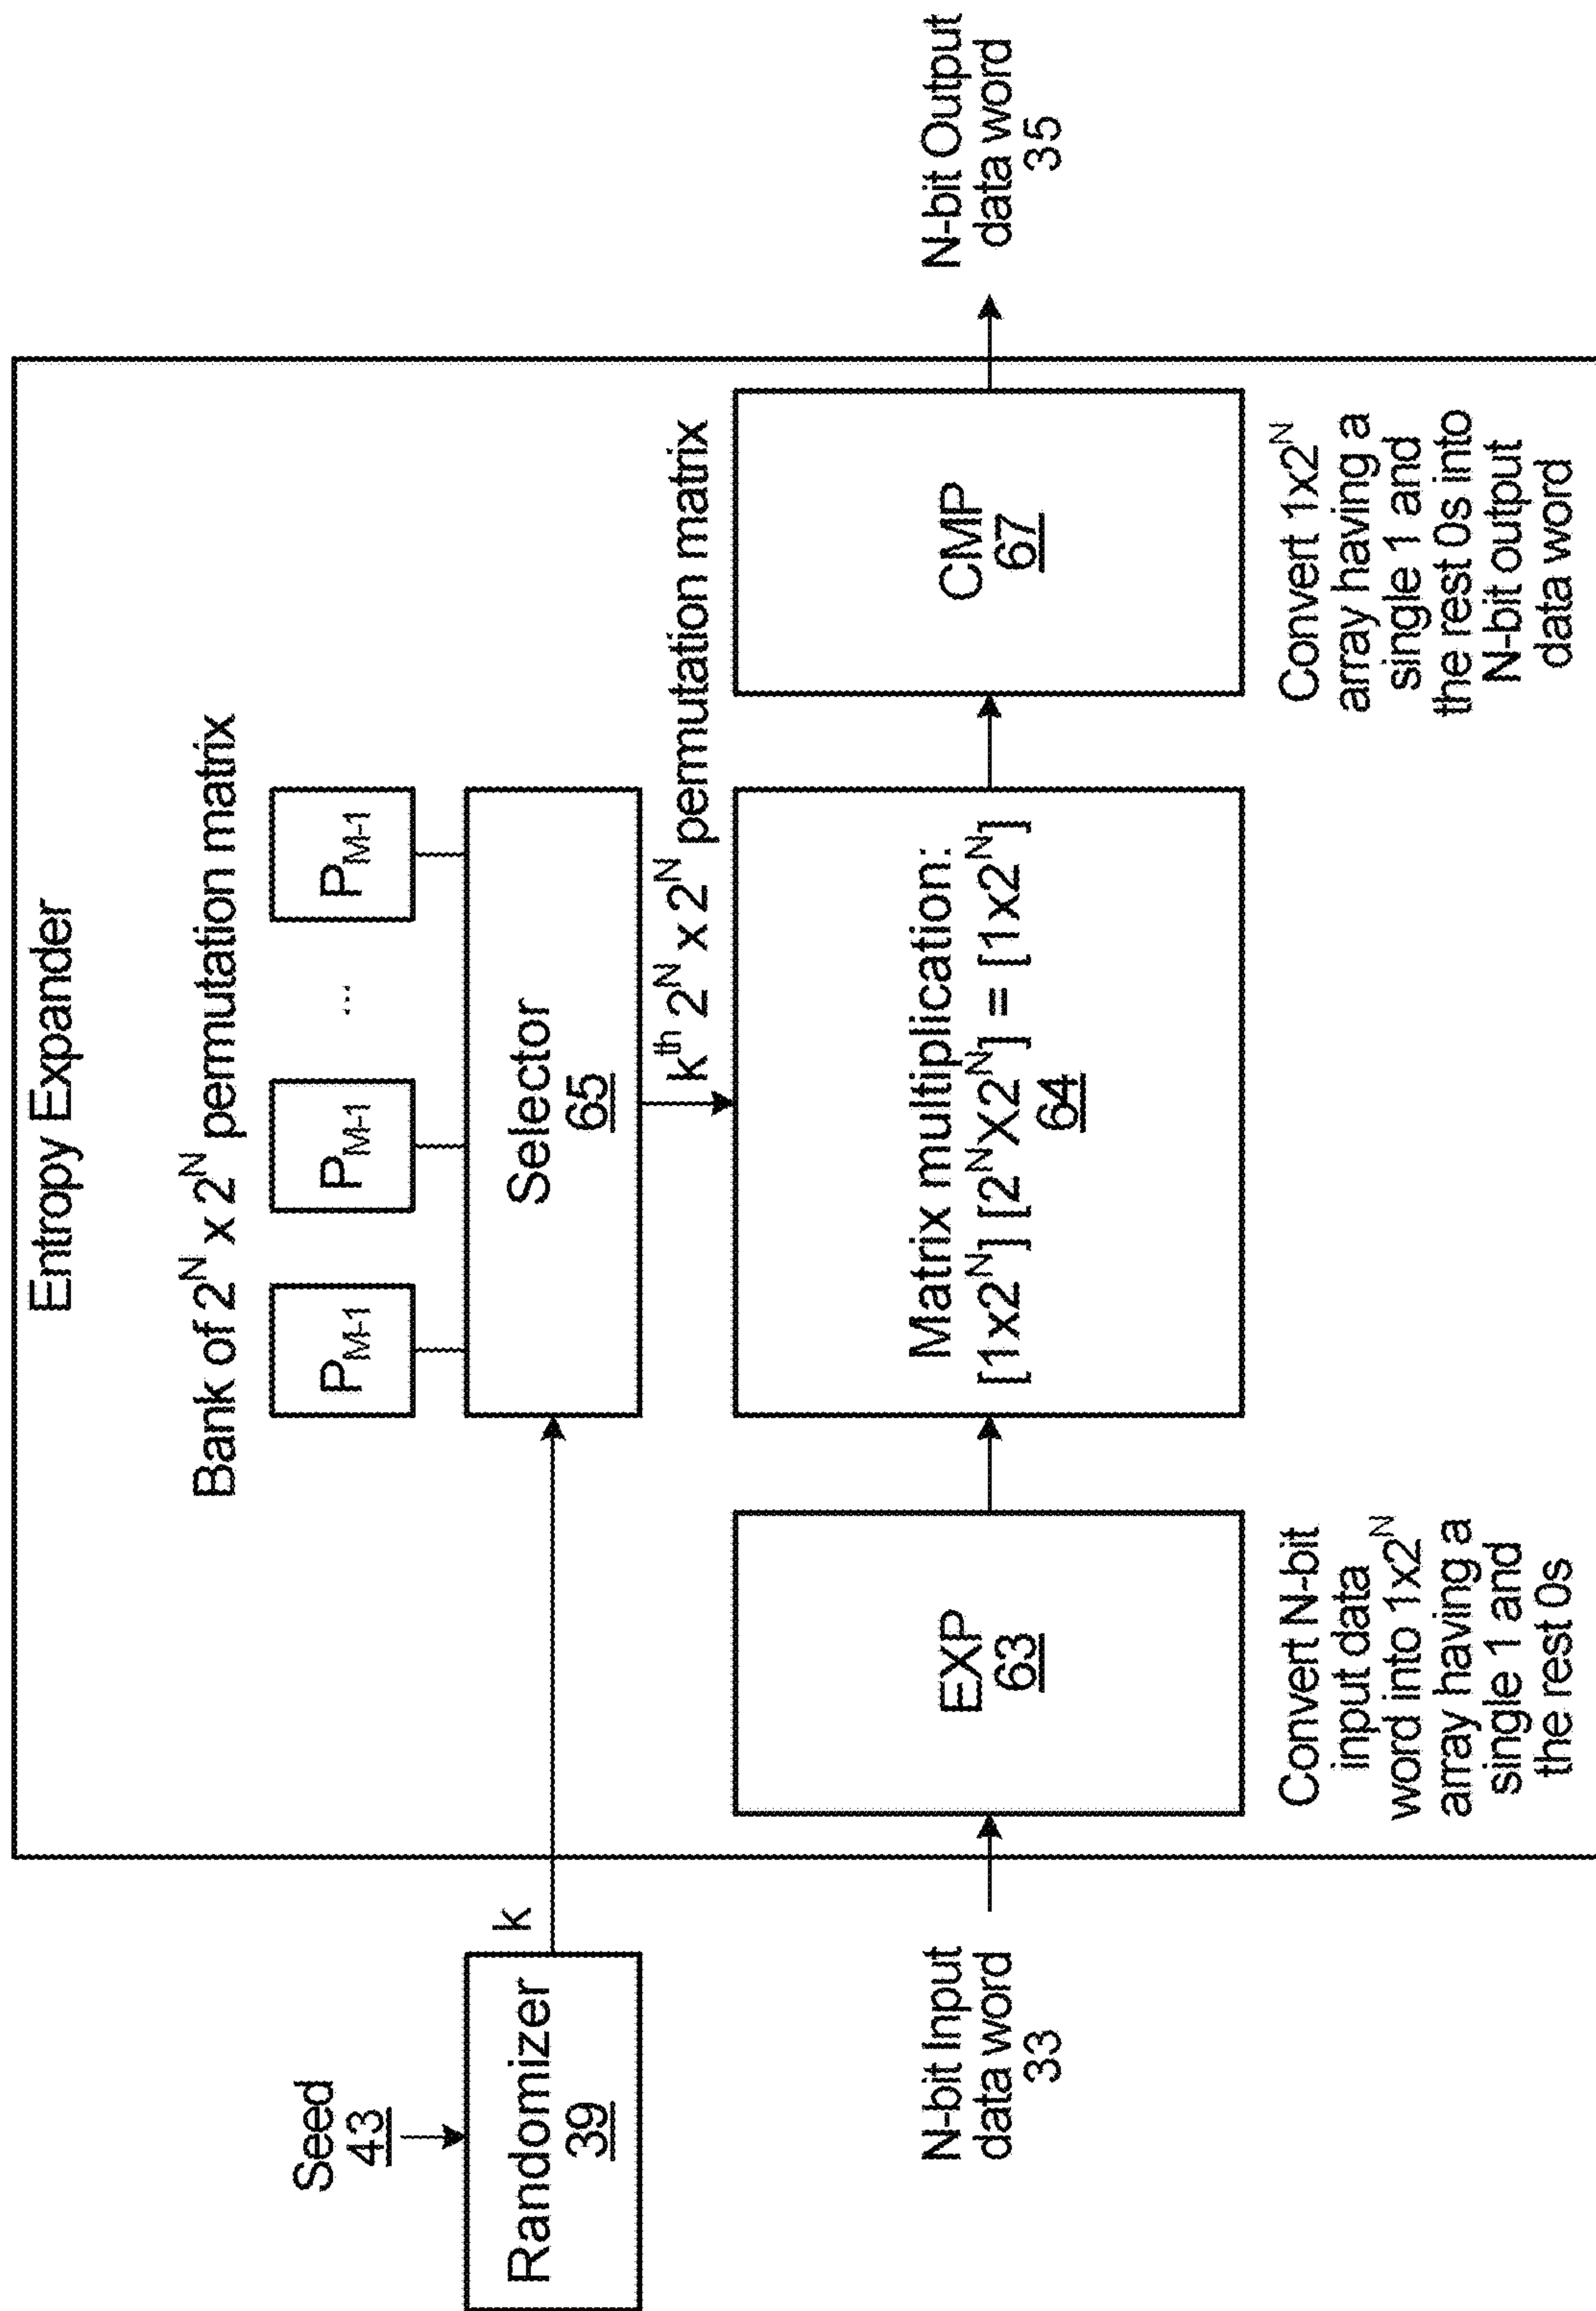 Entropy Expander
Bank of 2^N x 2^N permutation matrix
P_M-1
P_M-1
...
P_M-1
Seed
43
Randomizer
39
k
Selector
65
k^th 2^N x 2^N permutation matrix
N-bit Input
data word
33
EXP
63
Matrix multiplication:
[1x2^N] [2^NX2^N] = [1x2^N]
64
CMP
67
N-bit Output
data word
35
Convert N-bit
input data
word into 1x2^N
array having a
single 1 and
the rest 0s
Convert 1x2^N
array having a
single 1 and
the rest 0s into
N-bit output
data word